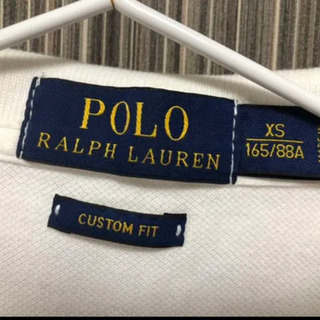 POLO
RALPH LAUREN
XS
165/88A
CUSTOM FIT